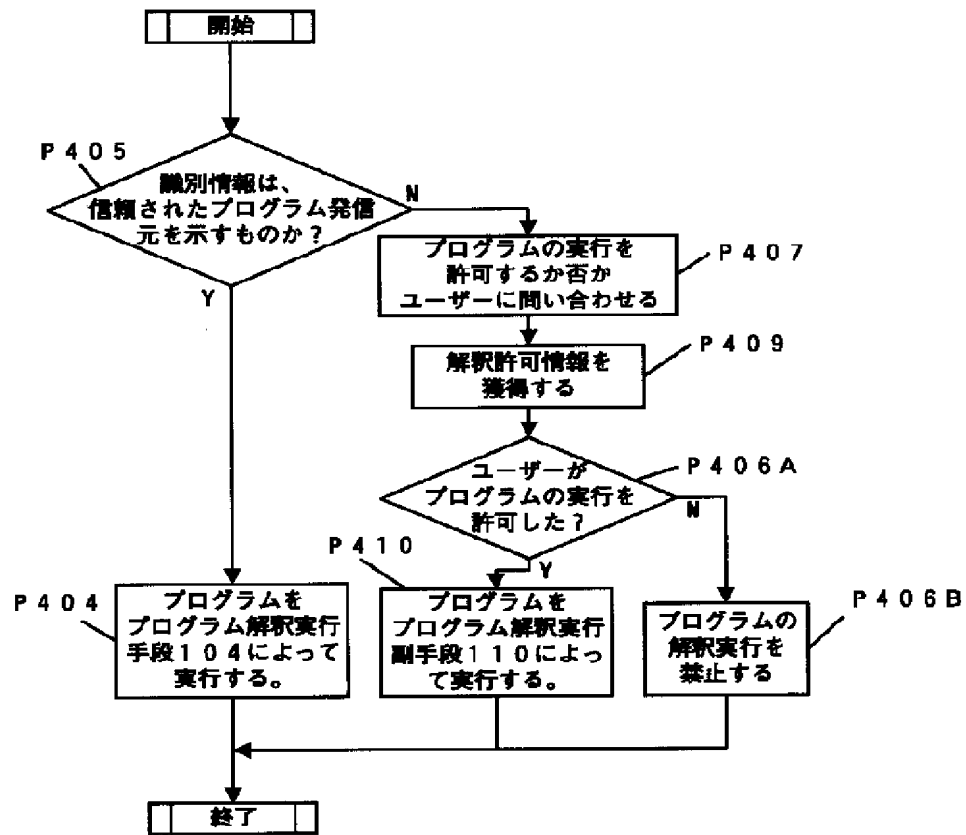 開始
P405
識別情報は、
信頼されたプログラム発信
元を示すものか？
N
Y
プログラムの実行を
許可するか否か
ユーザーに問い合わせる
P407
解釈許可情報を
獲得する
P409
ユーザーが
プログラムの実行を
許可した？
P406A
N
Y
P404
プログラムを
プログラム解釈実行
手段104によって
実行する。
P410
プログラムを
プログラム解釈実行
副手段110によっ
て実行する。
P406B
プログラムの
解釈実行を
禁止する
終了